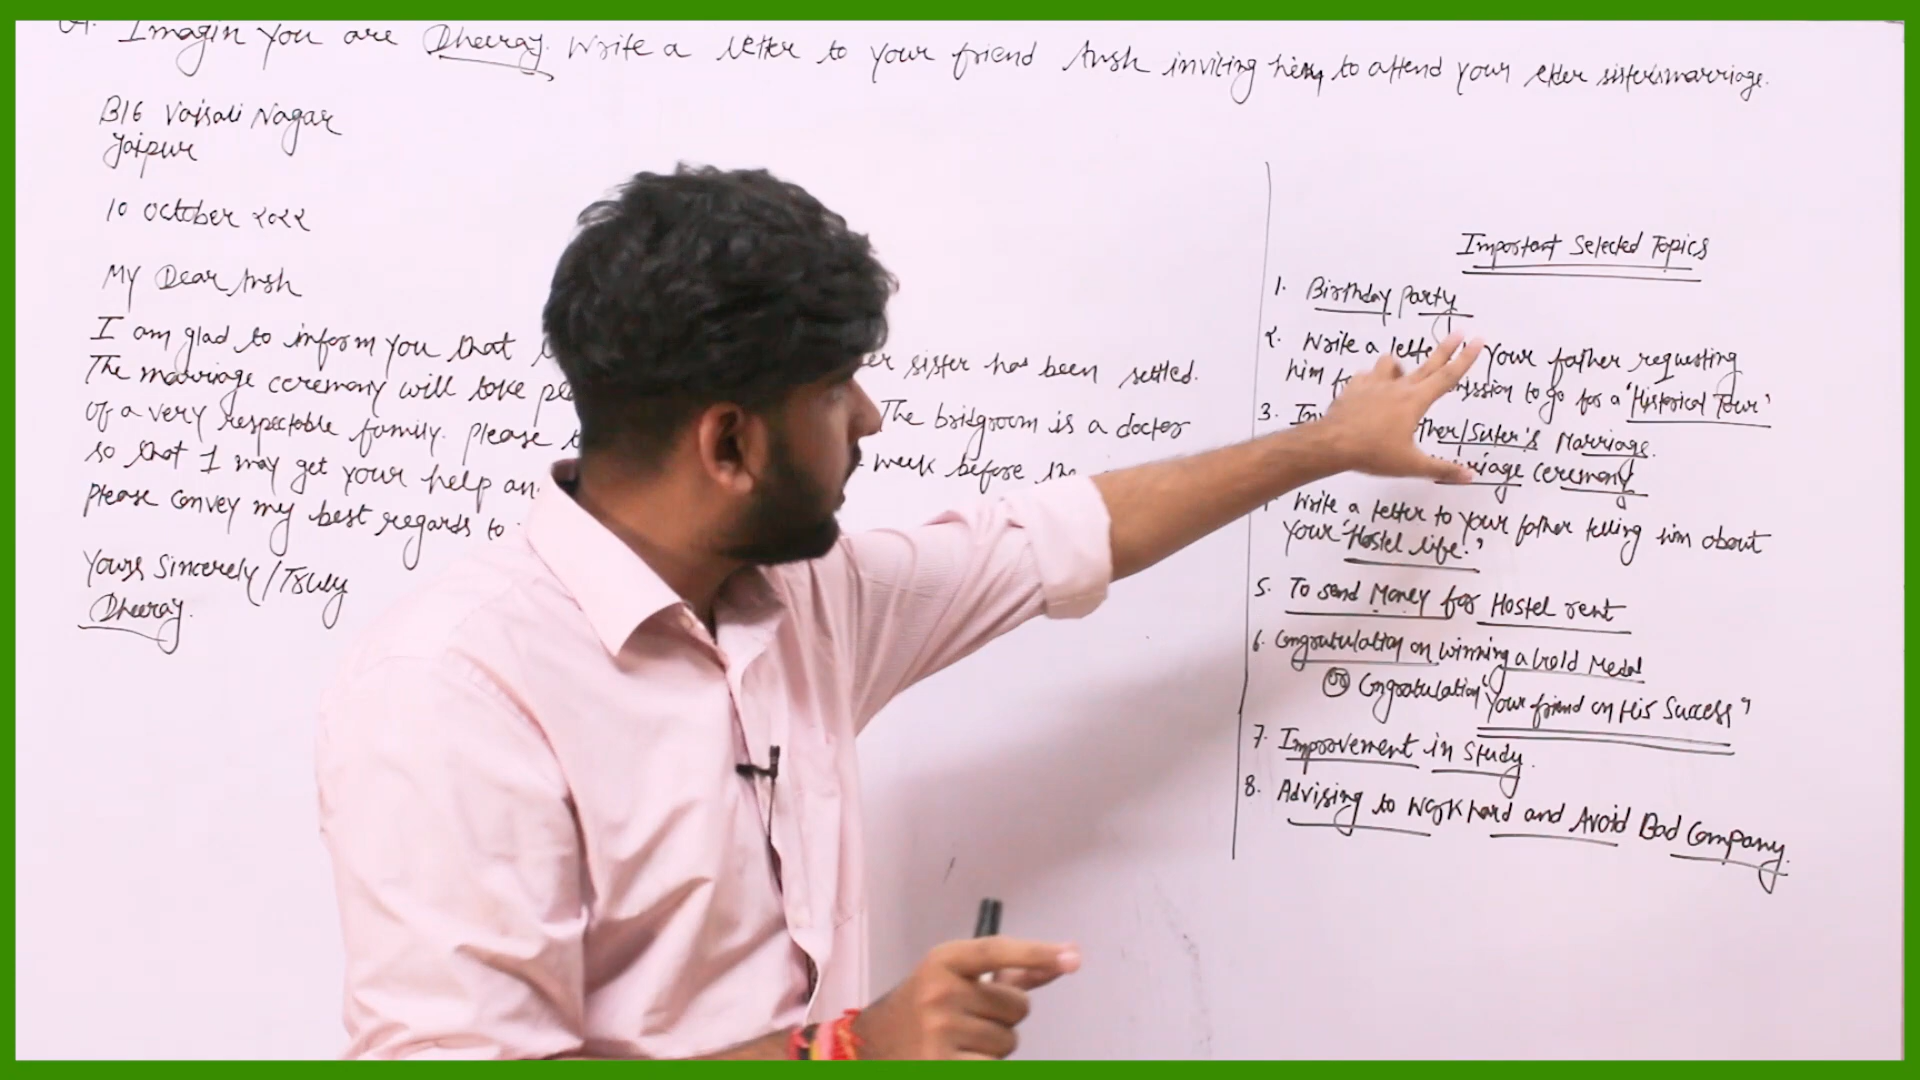 Imagin you are Dheeraj. Write a letter to your friend Ansh inviting him to attend your elder sister's marriage.
B16 Vaisali Nagar
Jaipur
10 October 2022
My Dear Ansh
I am glad to inform you that
er sister has been settled.
The marriage ceremony will take
The bridgroom is a doctor
of a very respectable family. Please
week before the
so that I may get your help an
Please convey my best regards to
Yours Sincerely/Truly
Dheeraj.
Important Selected Topics
1. Birthday Party
2. Write a letter your father requesting
him to go for a 'Historical Tour'
3. /Sister's Marriage.
ceremony
Write a letter to your father telling him about
your "Hostel life."
5. To send Money for Hostel rent
6. Congratulation on winning a Gold Medal
OR Congratulation "Your friend on His Success"
7. Improvement in Study.
8. Advising to Work hard and Avoid Bad Company.